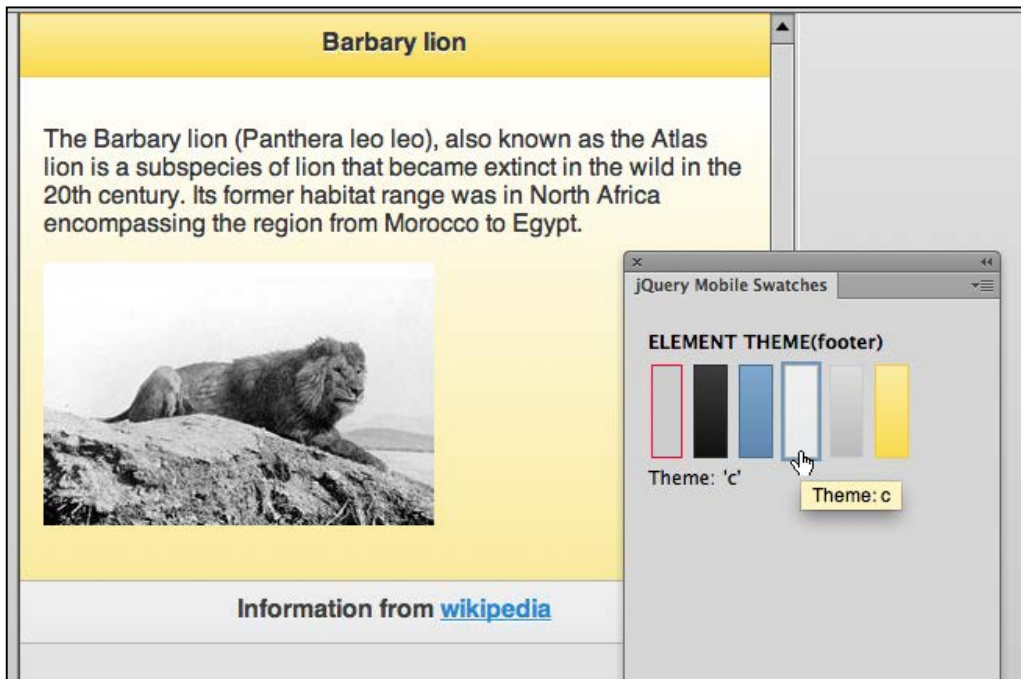 Barbary lion
The Barbary lion (Panthera leo leo), also known as the Atlas
lion is a subspecies of lion that became extinct in the wild in the
20th century. Its former habitat range was in North Africa
encompassing the region from Morocco to Egypt.
Information from wikipedia
jQuery Mobile Swatches
ELEMENT THEME(footer)
Theme: 'c'
Theme: c